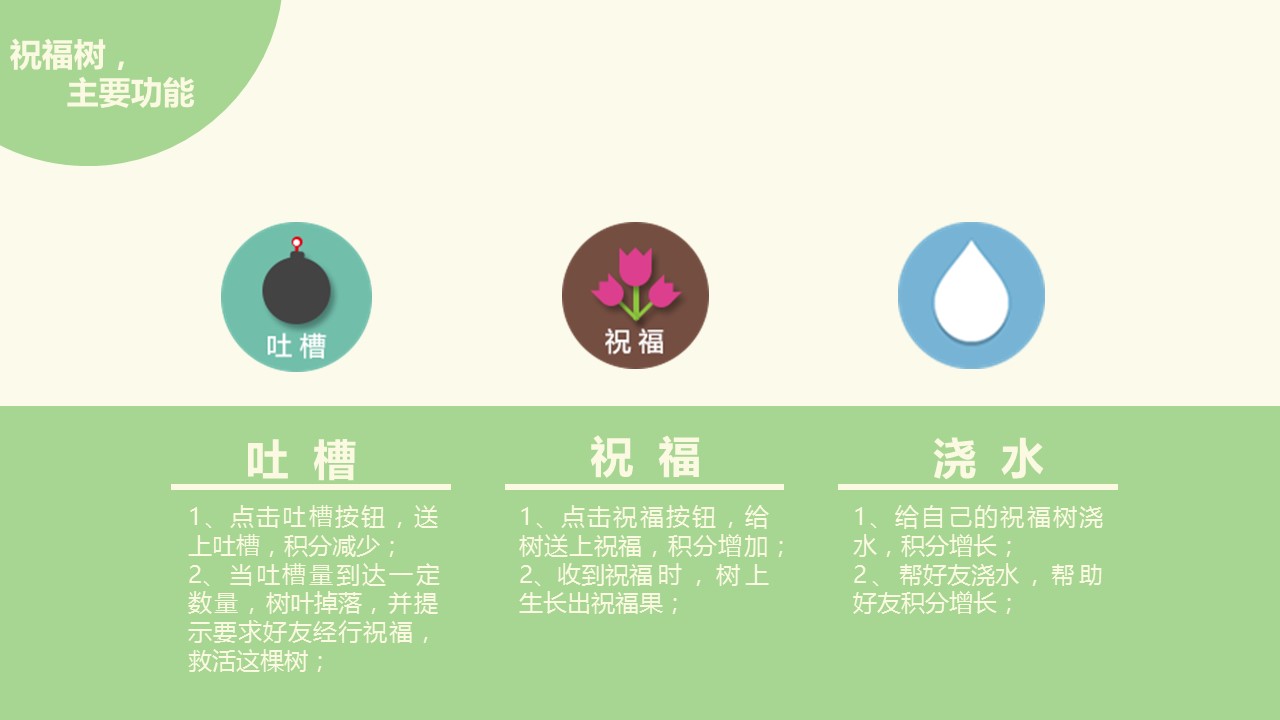 祝福树，
主要功能
吐 槽
祝 福
吐 槽
1、点击吐槽按钮，送
上吐槽，积分减少；
2、当吐槽量到达一定
数量，树叶掉落，并提
示要求好友经行祝福，
救活这棵树；
祝 福
1、点击祝福按钮，给
树送上祝福，积分增加；
2、收到祝福时，树上
生长出祝福果；
浇 水
1、给自己的祝福树浇
水，积分增长；
2、帮好友浇水，帮助
好友积分增长；